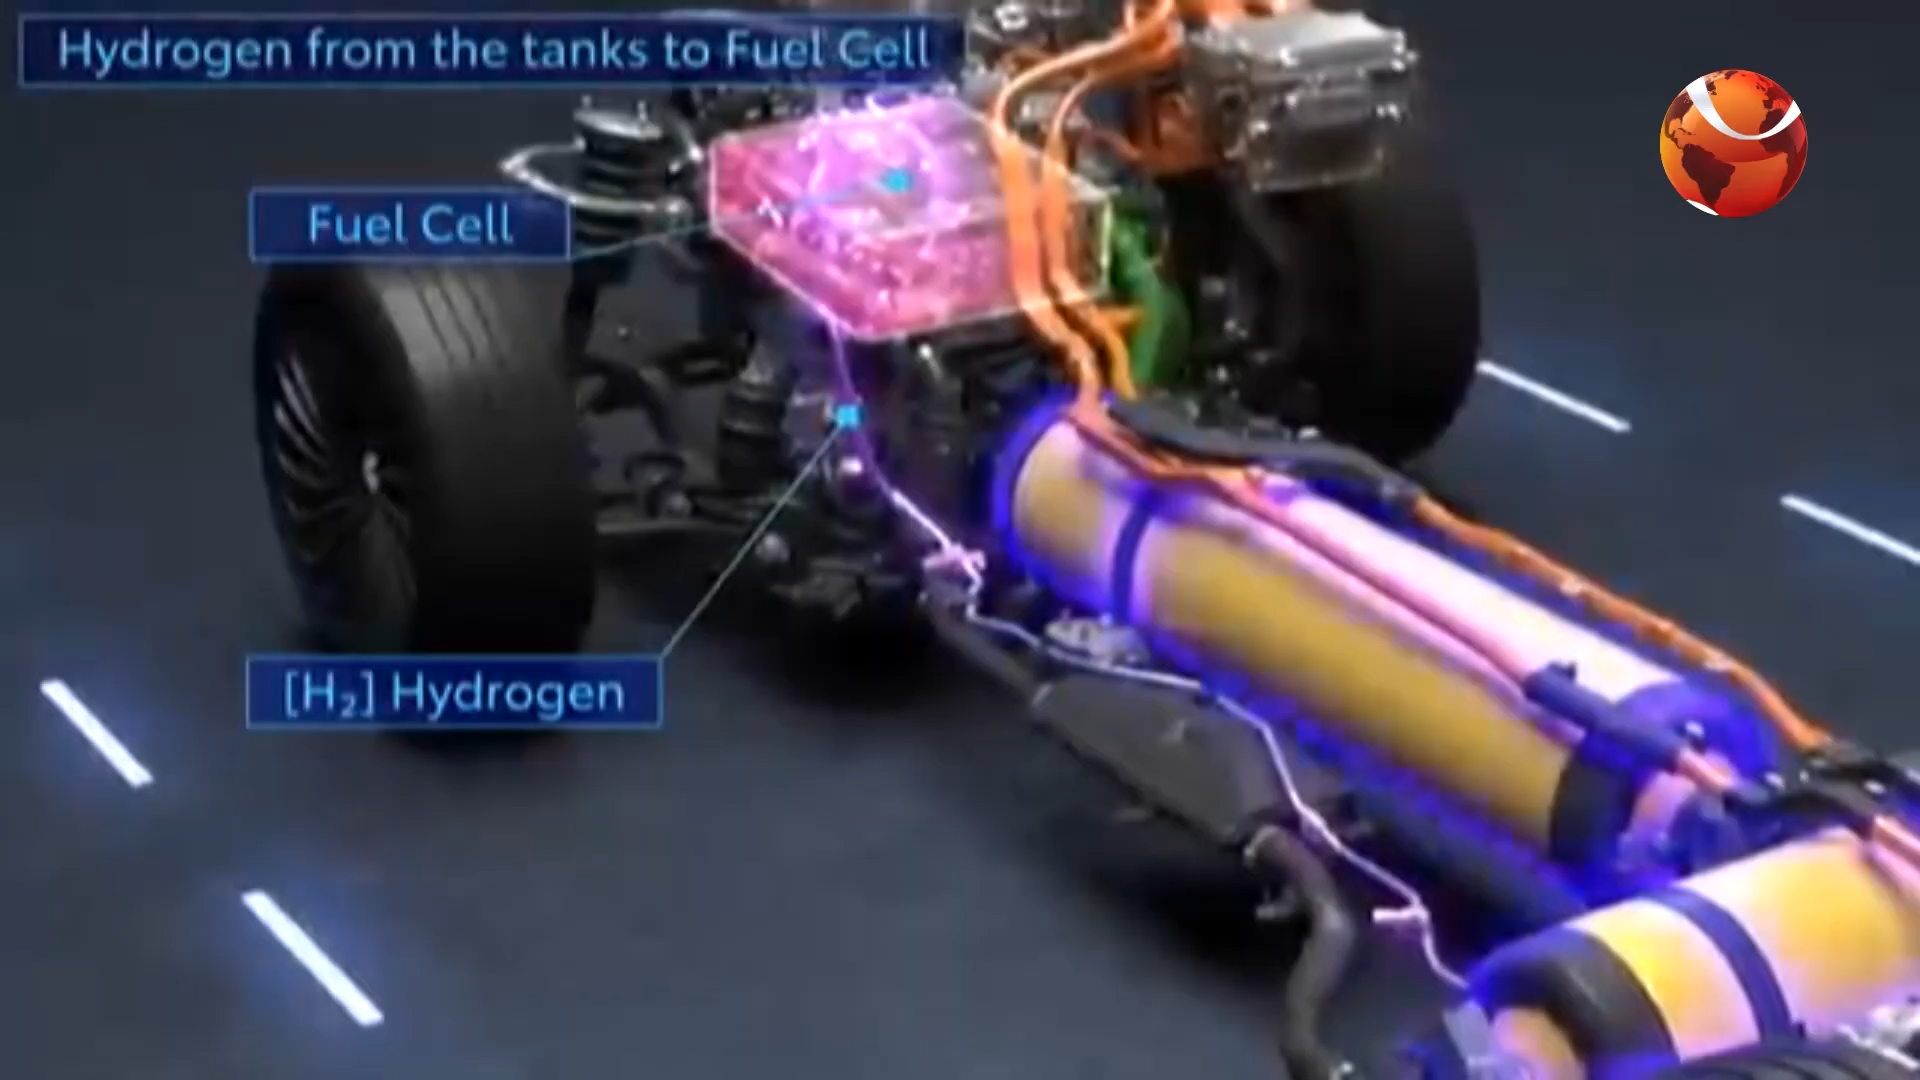 Hydrogen from the tanks to Fuel Cell
Fuel Cell
[H₂] Hydrogen